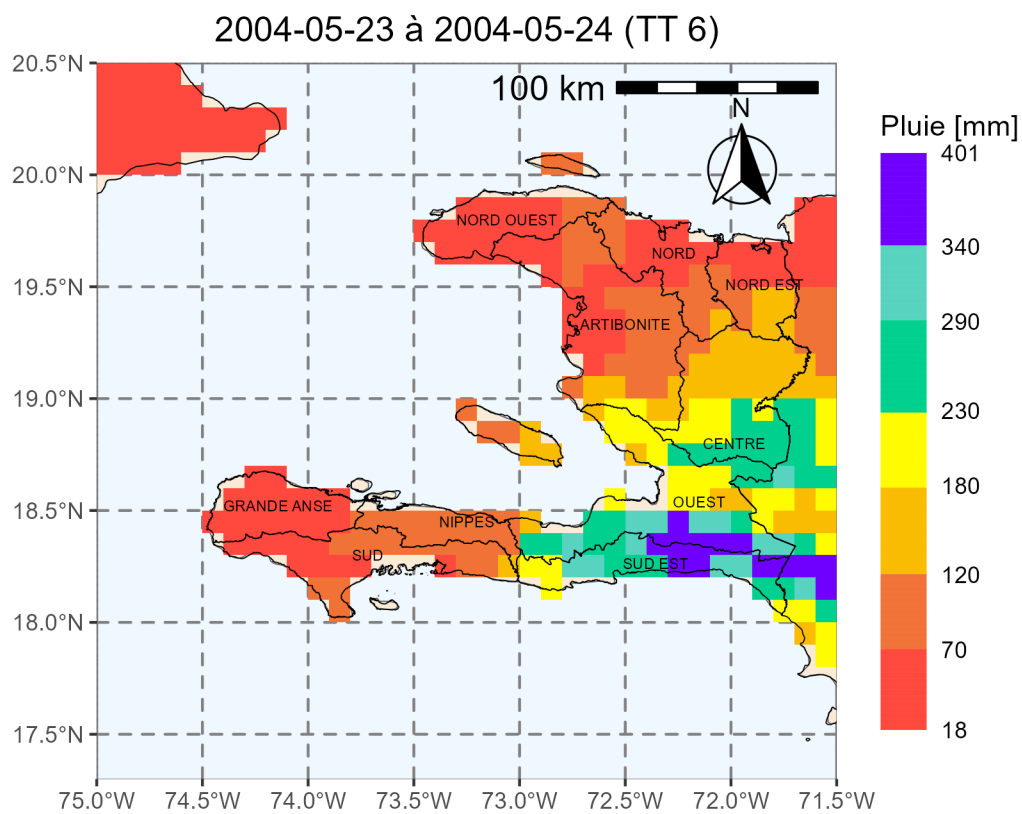 2004-05-23 à 2004-05-24 (TT 6)
20.5°N
20.0°N
19.5°N
19.0°N
18.5°N
18.0°N
17.5°N
100 km
N
NORD OUEST
NORD
NORD EST
ARTIBONITE
CENTRE
OUEST
GRANDE ANSE
NIPPES
SUD
SUD EST
75.0°W 74.5°W 74.0°W 73.5°W 73.0°W 72.5°W 72.0°W 71.5°W
Pluie [mm]
401
340
290
230
180
120
70
18